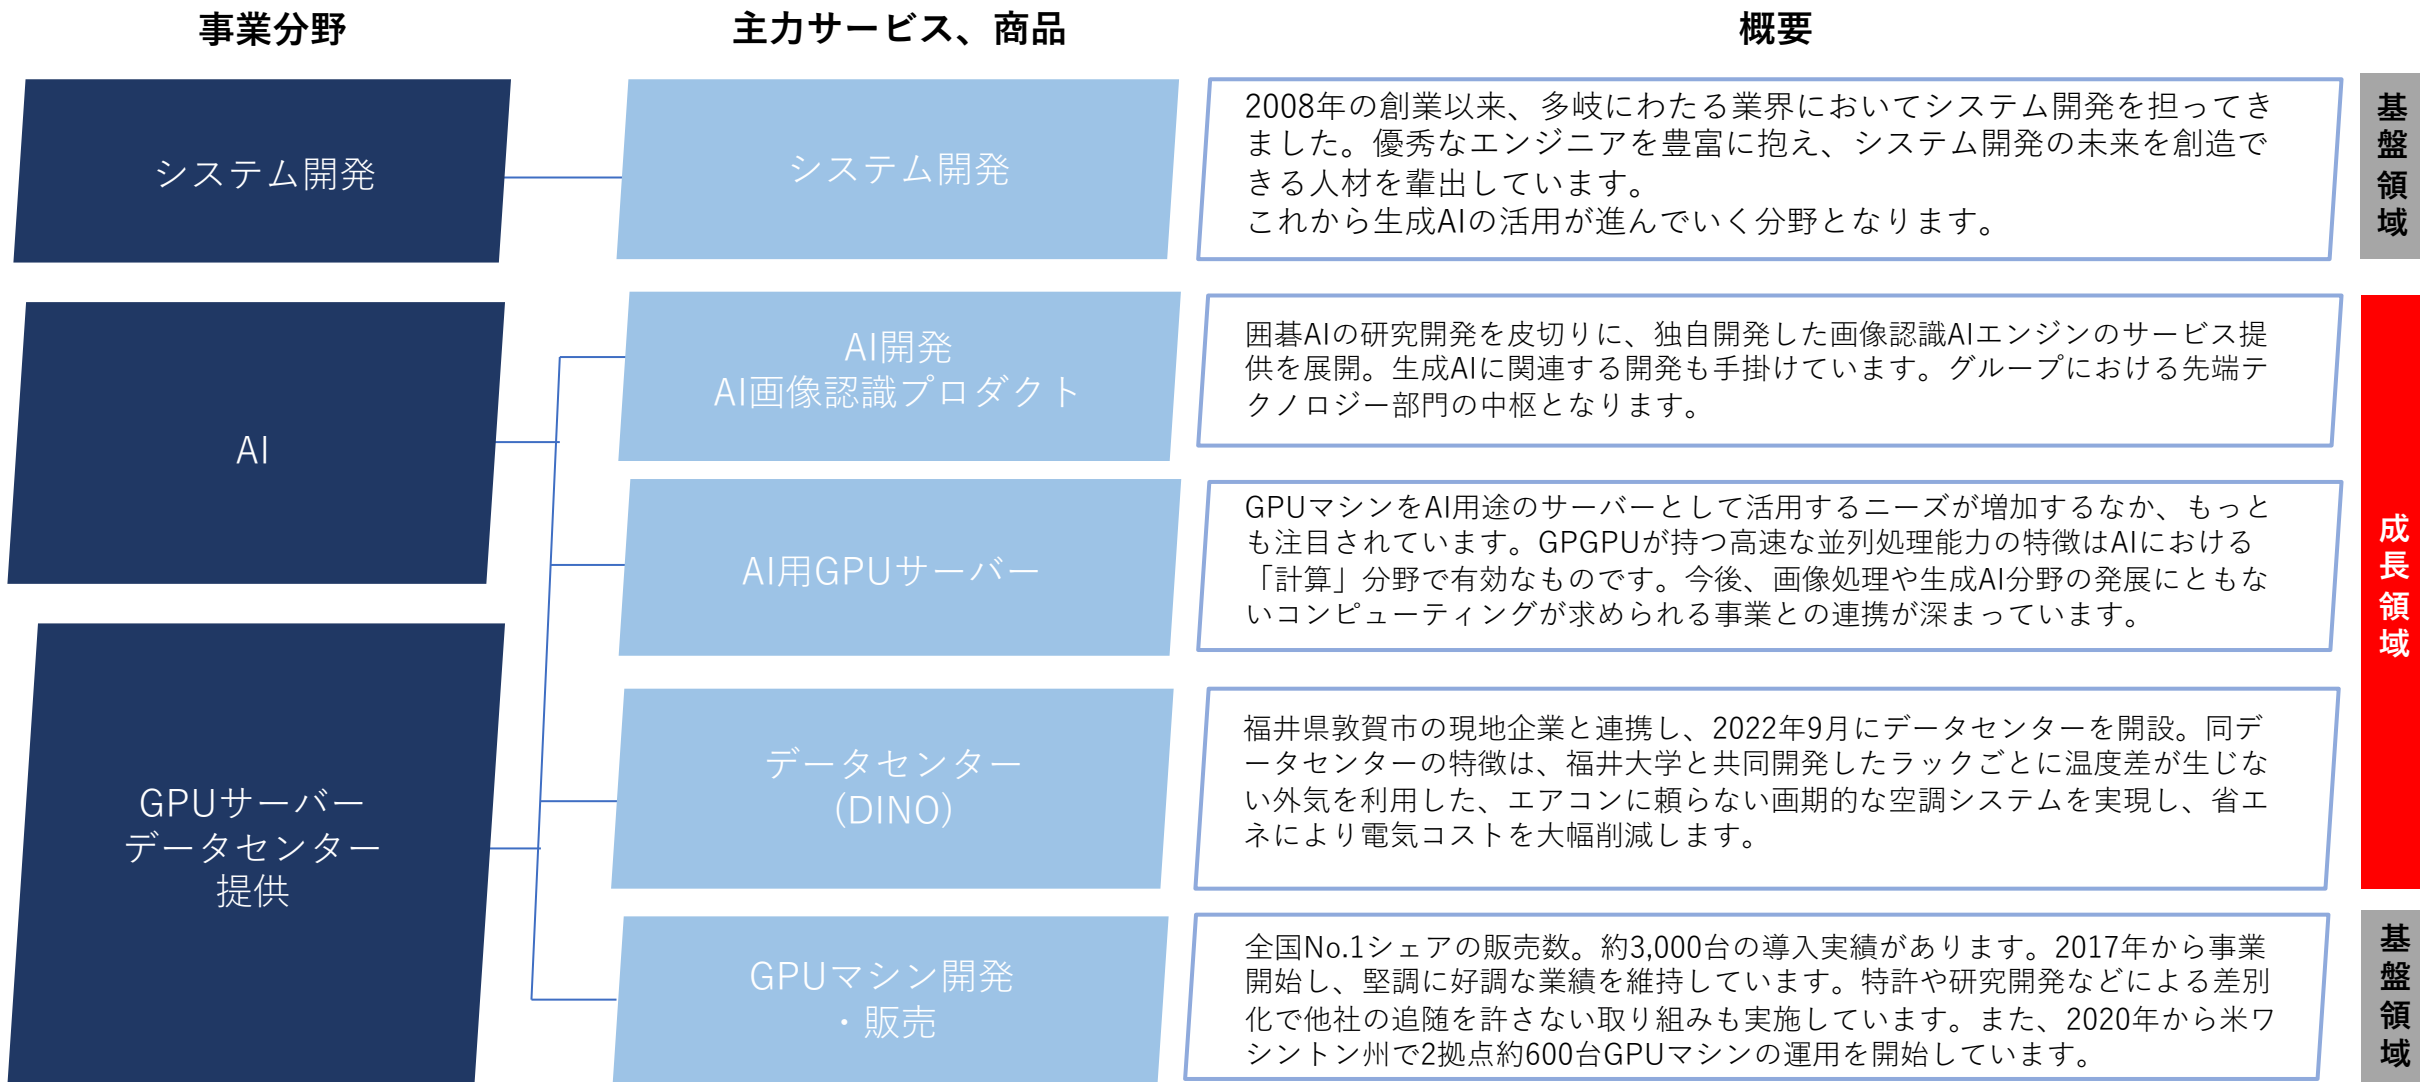 事業分野
主力サービス、商品
概要
システム開発
システム開発
2008年の創業以来、多岐にわたる業界においてシステム開発を担ってき
ました。優秀なエンジニアを豊富に抱え、システム開発の未来を創造で
きる人材を輩出しています。
これから生成AIの活用が進んでいく分野となります。
基盤領域
AI
AI開発
AI画像認識プロダクト
囲碁AIの研究開発を皮切りに、独自開発した画像認識AIエンジンのサービス提
供を展開。生成AIに関連する開発も手掛けています。グループにおける先端テ
クノロジー部門の中枢となります。
AI用GPUサーバー
GPUマシンをAI用途のサーバーとして活用するニーズが増加するなか、もっと
も注目されています。GPGPUが持つ高速な並列処理能力の特徴はAIにおける
「計算」分野で有効なものです。今後、画像処理や生成AI分野の発展にともな
いコンピューティングが求められる事業との連携が深まっています。
成長領域
GPUサーバー
データセンター
提供
データセンター
(DINO)
福井県敦賀市の現地企業と連携し、2022年9月にデータセンターを開設。同デ
ータセンターの特徴は、福井大学と共同開発したラックごとに温度差が生じな
い外気を利用した、エアコンに頼らない画期的な空調システムを実現し、省エ
ネにより電気コストを大幅削減します。
GPUマシン開発
・販売
全国No.1シェアの販売数。約3,000台の導入実績があります。2017年から事業
開始し、堅調に好調な業績を維持しています。特許や研究開発などによる差別
化で他社の追随を許さない取り組みも実施しています。また、2020年から米ワ
シントン州で2拠点約600台GPUマシンの運用を開始しています。
基盤領域